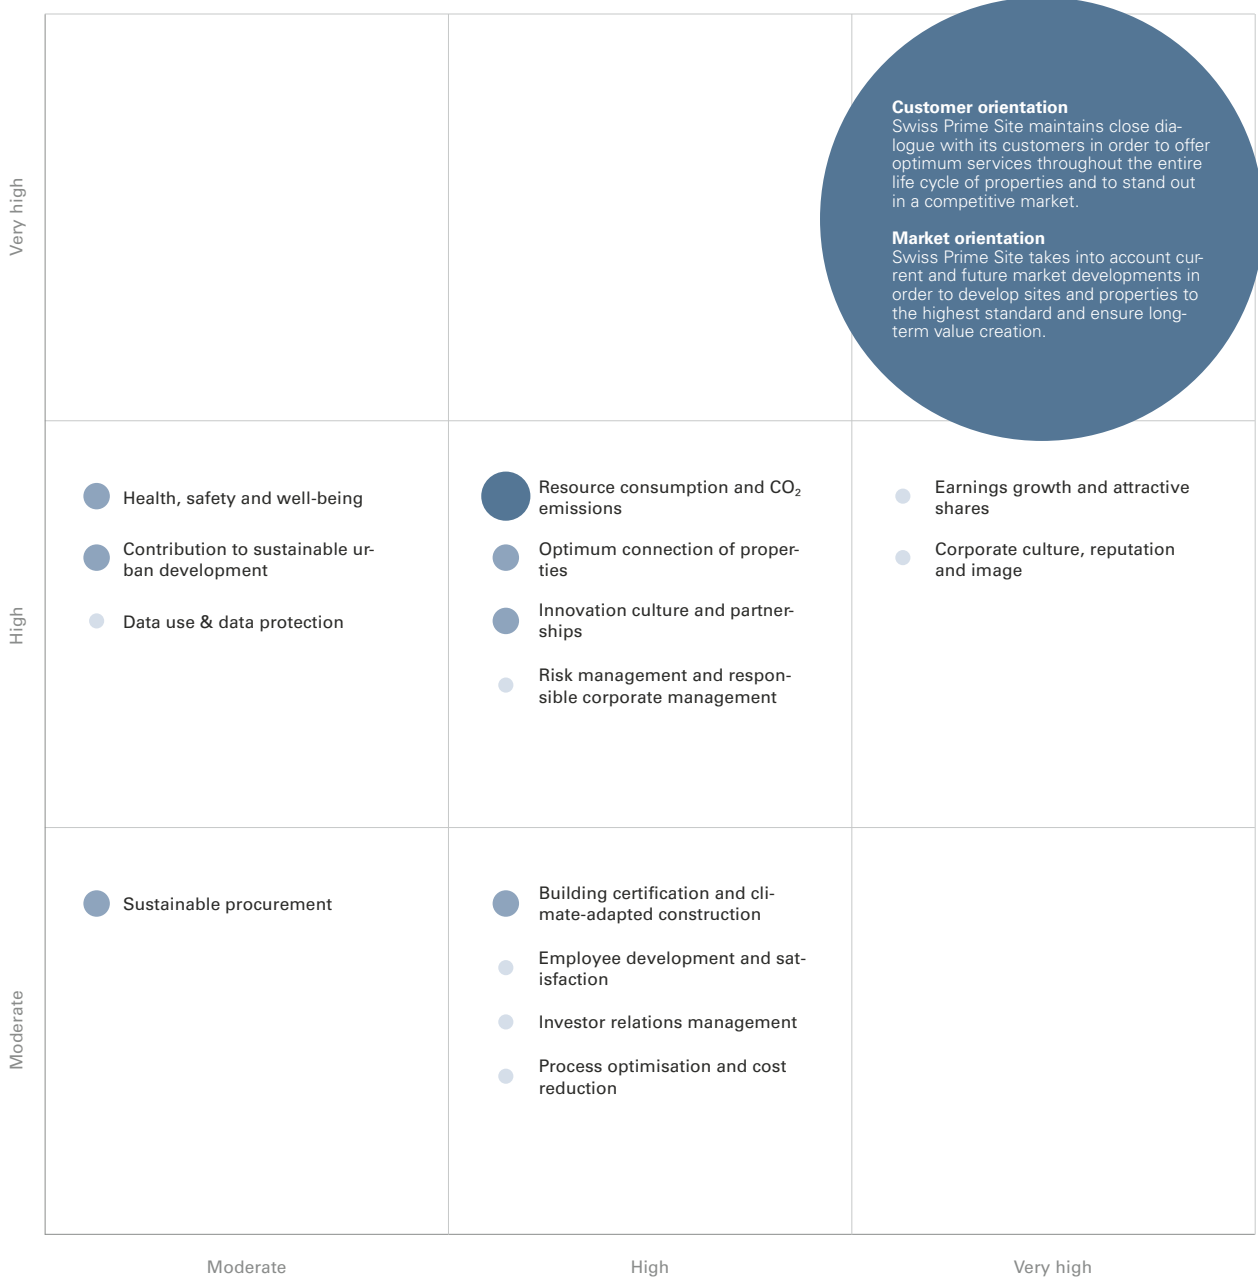 Customer orientation
Swiss Prime Site maintains close dia-
logue with its customers in order to offer
optimum services throughout the entire
life cycle of properties and to stand out
in a competitive market.
Market orientation
Swiss Prime Site takes into account cur-
rent and future market developments in
order to develop sites and properties to
the highest standard and ensure long-
term value creation.
Very high
Health, safety and well-being
Contribution to sustainable ur-
ban development
Data use & data protection
Resource consumption and CO₂
emissions
Optimum connection of proper-
ties
Innovation culture and partner-
ships
Risk management and respon-
sible corporate management
Earnings growth and attractive
shares
Corporate culture, reputation
and image
High
Sustainable procurement
Building certification and cli-
mate-adapted construction
Employee development and sat-
isfaction
Investor relations management
Process optimisation and cost
reduction
Moderate
Moderate
High
Very high